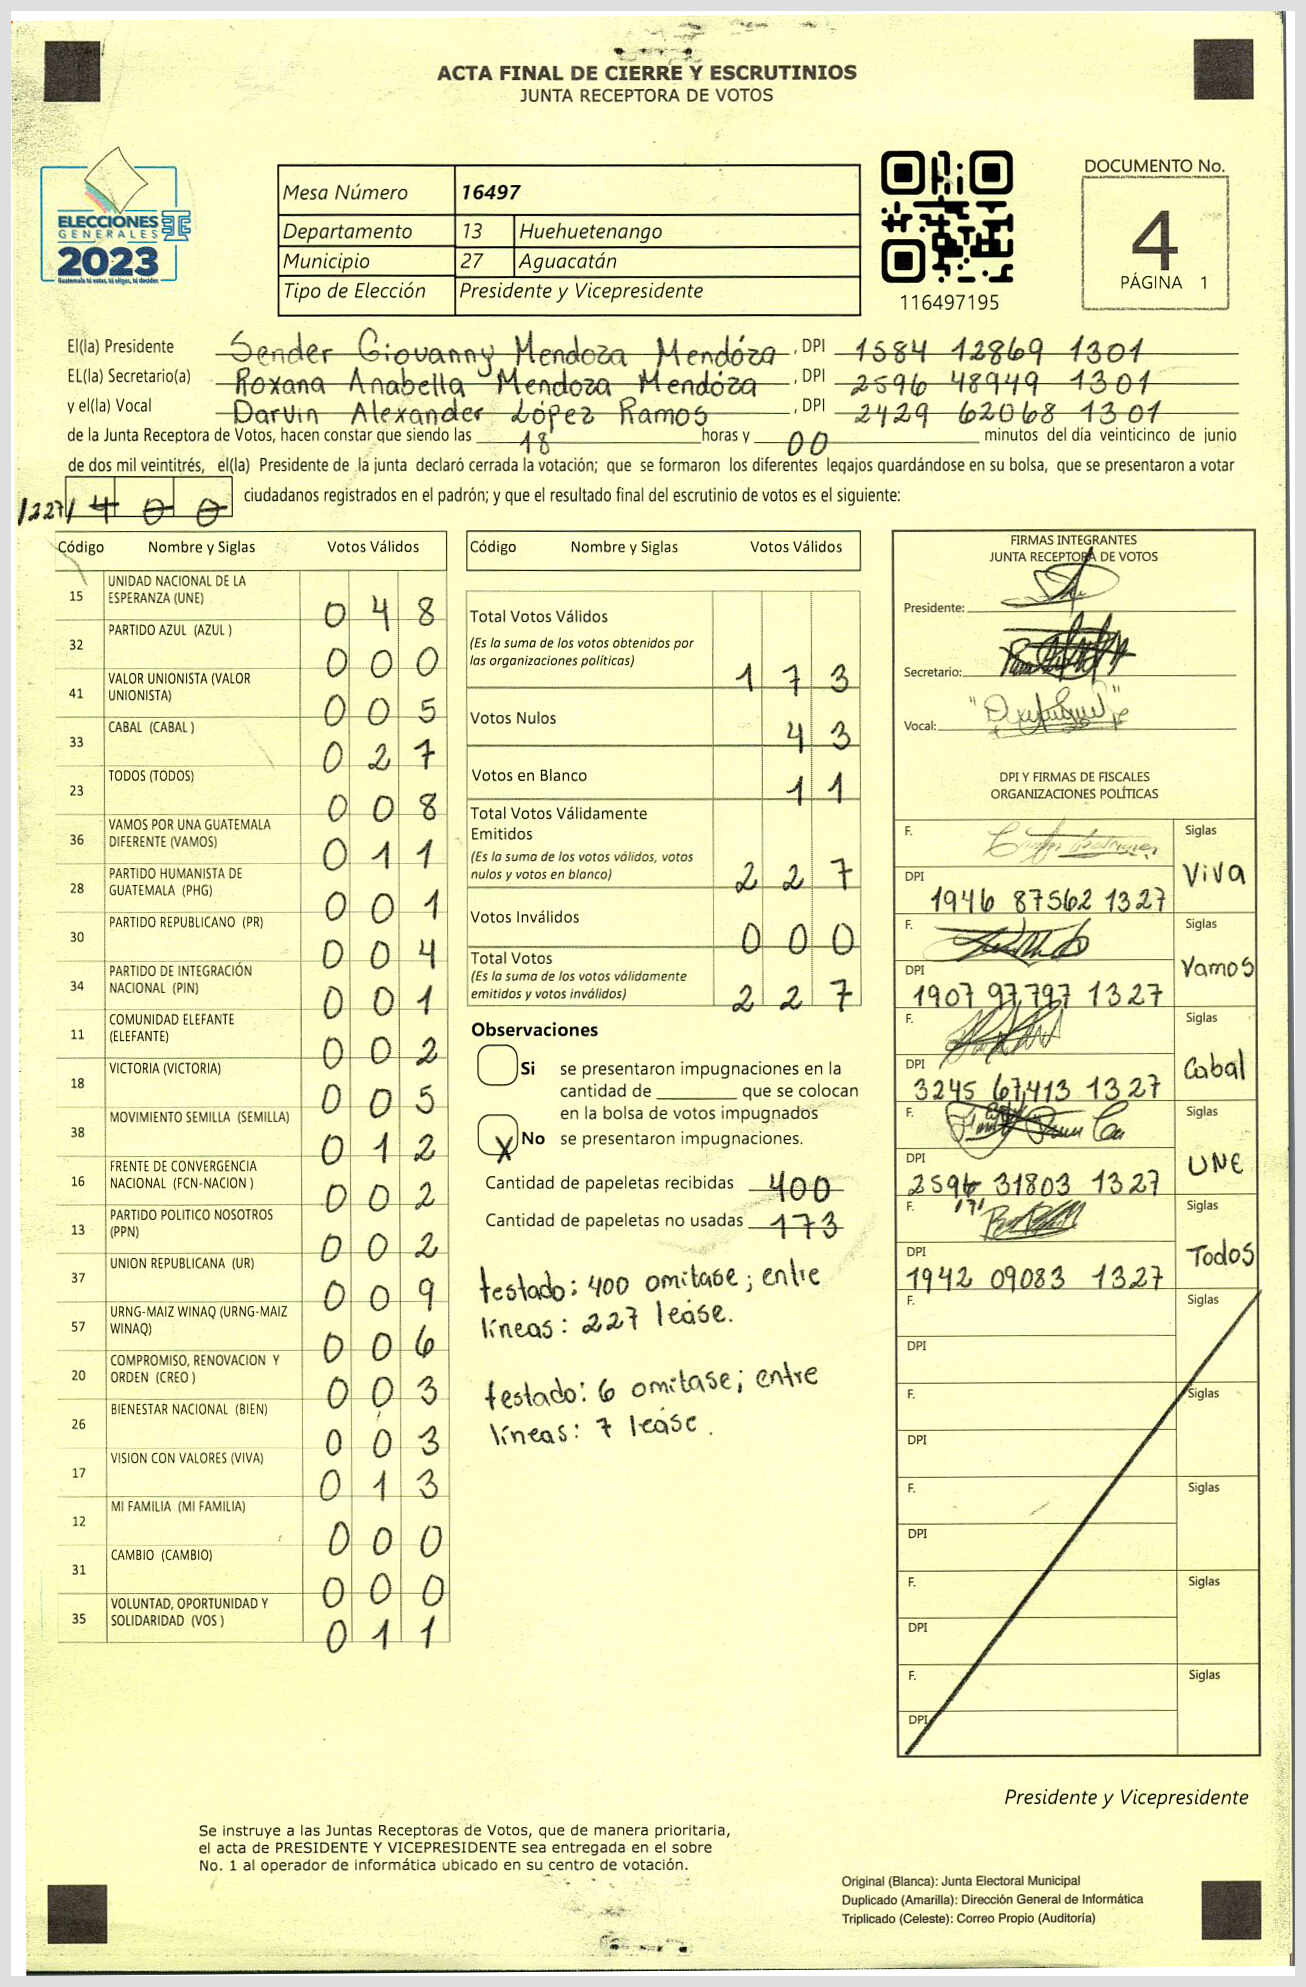 ACTA FINAL DE CIERRE Y ESCRUTINIOS
JUNTA RECEPTORA DE VOTOS
ELECCIONES
GENERALES
2023
Guatemala tú votas, tú eliges, tú decides
Mesa Número 16497
Departamento 13 Huehuetenango
Municipio 27 Aguacatán
Tipo de Elección Presidente y Vicepresidente
116497195
DOCUMENTO No.
4
PÁGINA 1
El(la) Presidente Sender Giovanny Mendoza Mendóza , DPI 1584 12869 1301
EL(la) Secretario(a) Roxana Anabella Mendoza Mendóza , DPI 2596 48949 1301
y el(la) Vocal Darvin Alexander López Ramos , DPI 2429 62068 1301
de la Junta Receptora de Votos, hacen constar que siendo las 18 horas y 00 minutos del día veinticinco de junio
de dos mil veintitrés, el(la) Presidente de la junta declaró cerrada la votación; que se formaron los diferentes legajos guardándose en su bolsa, que se presentaron a votar
/227/ 4 0 0 ciudadanos registrados en el padrón; y que el resultado final del escrutinio de votos es el siguiente:
Código Nombre y Siglas Votos Válidos
15 UNIDAD NACIONAL DE LA
ESPERANZA (UNE) 0 4 8
32 PARTIDO AZUL (AZUL ) 0 0 0
41 VALOR UNIONISTA (VALOR
UNIONISTA) 0 0 5
33 CABAL (CABAL ) 0 2 7
23 TODOS (TODOS) 0 0 8
36 VAMOS POR UNA GUATEMALA
DIFERENTE (VAMOS) 0 1 1
28 PARTIDO HUMANISTA DE
GUATEMALA (PHG) 0 0 1
30 PARTIDO REPUBLICANO (PR) 0 0 4
34 PARTIDO DE INTEGRACIÓN
NACIONAL (PIN) 0 0 1
11 COMUNIDAD ELEFANTE
(ELEFANTE) 0 0 2
18 VICTORIA (VICTORIA) 0 0 5
38 MOVIMIENTO SEMILLA (SEMILLA) 0 1 2
16 FRENTE DE CONVERGENCIA
NACIONAL (FCN-NACION ) 0 0 2
13 PARTIDO POLITICO NOSOTROS
(PPN) 0 0 2
37 UNION REPUBLICANA (UR) 0 0 9
57 URNG-MAIZ WINAQ (URNG-MAIZ
WINAQ) 0 0 6
20 COMPROMISO, RENOVACION Y
ORDEN (CREO ) 0 0 3
26 BIENESTAR NACIONAL (BIEN) 0 0 3
17 VISION CON VALORES (VIVA) 0 1 3
12 MI FAMILIA (MI FAMILIA) 0 0 0
31 CAMBIO (CAMBIO) 0 0 0
35 VOLUNTAD, OPORTUNIDAD Y
SOLIDARIDAD (VOS ) 0 1 1
Código Nombre y Siglas Votos Válidos
Total Votos Válidos
(Es la suma de los votos obtenidos por
las organizaciones políticas) 1 7 3
Votos Nulos 4 3
Votos en Blanco 1 1
Total Votos Válidamente
Emitidos
(Es la suma de los votos válidos, votos
nulos y votos en blanco) 2 2 7
Votos Inválidos 0 0 0
Total Votos
(Es la suma de los votos válidamente
emitidos y votos inválidos) 2 2 7
Observaciones
Si se presentaron impugnaciones en la
cantidad de ________ que se colocan
en la bolsa de votos impugnados
X No se presentaron impugnaciones.
Cantidad de papeletas recibidas 400
Cantidad de papeletas no usadas 173
testado: 400 omitase; entre
líneas: 227 léase.
testado: 6 omitase; entre
líneas: 7 léase.
FIRMAS INTEGRANTES
JUNTA RECEPTORA DE VOTOS
Presidente:
Secretario:
Vocal:
DPI Y FIRMAS DE FISCALES
ORGANIZACIONES POLÍTICAS
F. Siglas
Viva
DPI 1946 87562 1327
F. Siglas
Vamos
DPI 1907 97,797 1327
F. Siglas
Cabal
DPI 3245 67,413 1327
F. Siglas
UNE
DPI 2596 31803 1327
F. /7/ Siglas
Todos
DPI 1942 09083 1327
F. Siglas
DPI
F. Siglas
DPI
F. Siglas
DPI
F. Siglas
DPI
F. Siglas
DPI
Presidente y Vicepresidente
Se instruye a las Juntas Receptoras de Votos, que de manera prioritaria,
el acta de PRESIDENTE Y VICEPRESIDENTE sea entregada en el sobre
No. 1 al operador de informática ubicado en su centro de votación.
Original (Blanca): Junta Electoral Municipal
Duplicado (Amarilla): Dirección General de Informática
Triplicado (Celeste): Correo Propio (Auditoría)